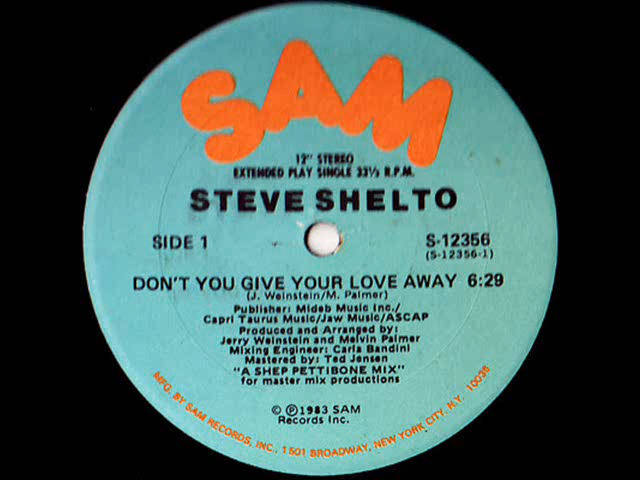 SAM
12" STEREO
EXTENDED PLAY SINGLE 33⅓ R.P.M.
STEVE SHELTO
SIDE 1
S-12356
(S-12356-1)
DON'T YOU GIVE YOUR LOVE AWAY 6:29
(J. Weinstein/M. Palmer)
Publisher: Mideb Music Inc./
Capri Taurus Music/Jaw Music/ASCAP
Produced and Arranged by:
Jerry Weinstein and Melvin Palmer
Mixing Engineer: Carla Bandini
Mastered by: Ted Jensen
"A SHEP PETTIBONE MIX"
for master mix productions
© ℗1983 SAM
Records Inc.
MFG. BY SAM RECORDS, INC., 1501 BROADWAY, NEW YORK CITY, N.Y. 10036